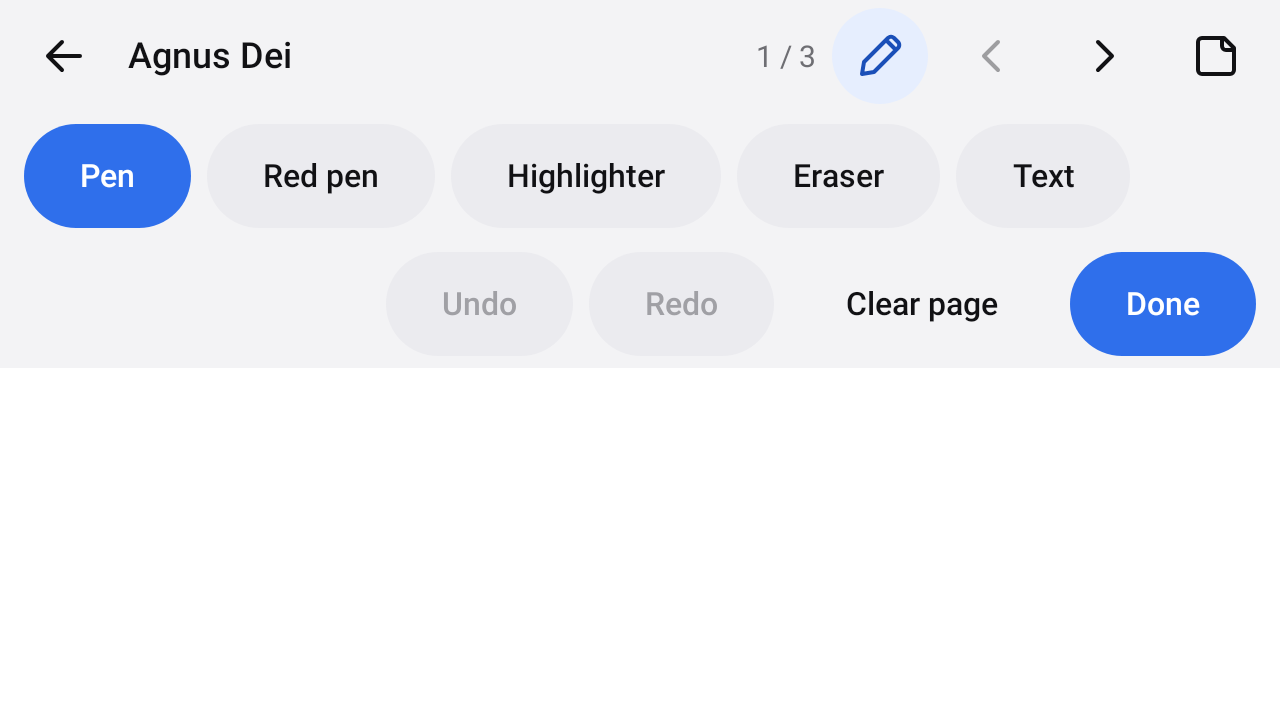 Agnus Dei
1 / 3
Pen Red pen Highlighter Eraser Text
Undo Redo Clear page Done